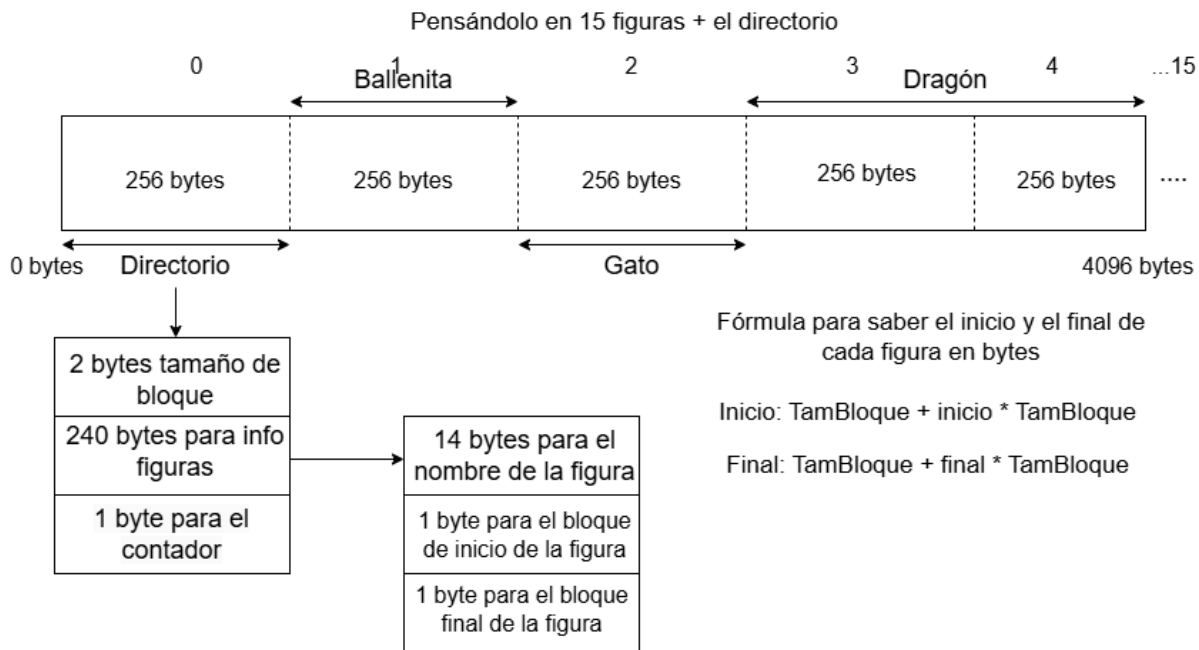 Pensándolo en 15 figuras + el directorio
0
1
2
3
4
...15
Ballenita
Dragón
256 bytes
256 bytes
256 bytes
256 bytes
256 bytes
....
0 bytes
Directorio
Gato
4096 bytes
Fórmula para saber el inicio y el final de
cada figura en bytes
Inicio: TamBloque + inicio * TamBloque
Final: TamBloque + final * TamBloque
2 bytes tamaño de
bloque
240 bytes para info
figuras
1 byte para el
contador
14 bytes para el
nombre de la figura
1 byte para el bloque
de inicio de la figura
1 byte para el bloque
final de la figura